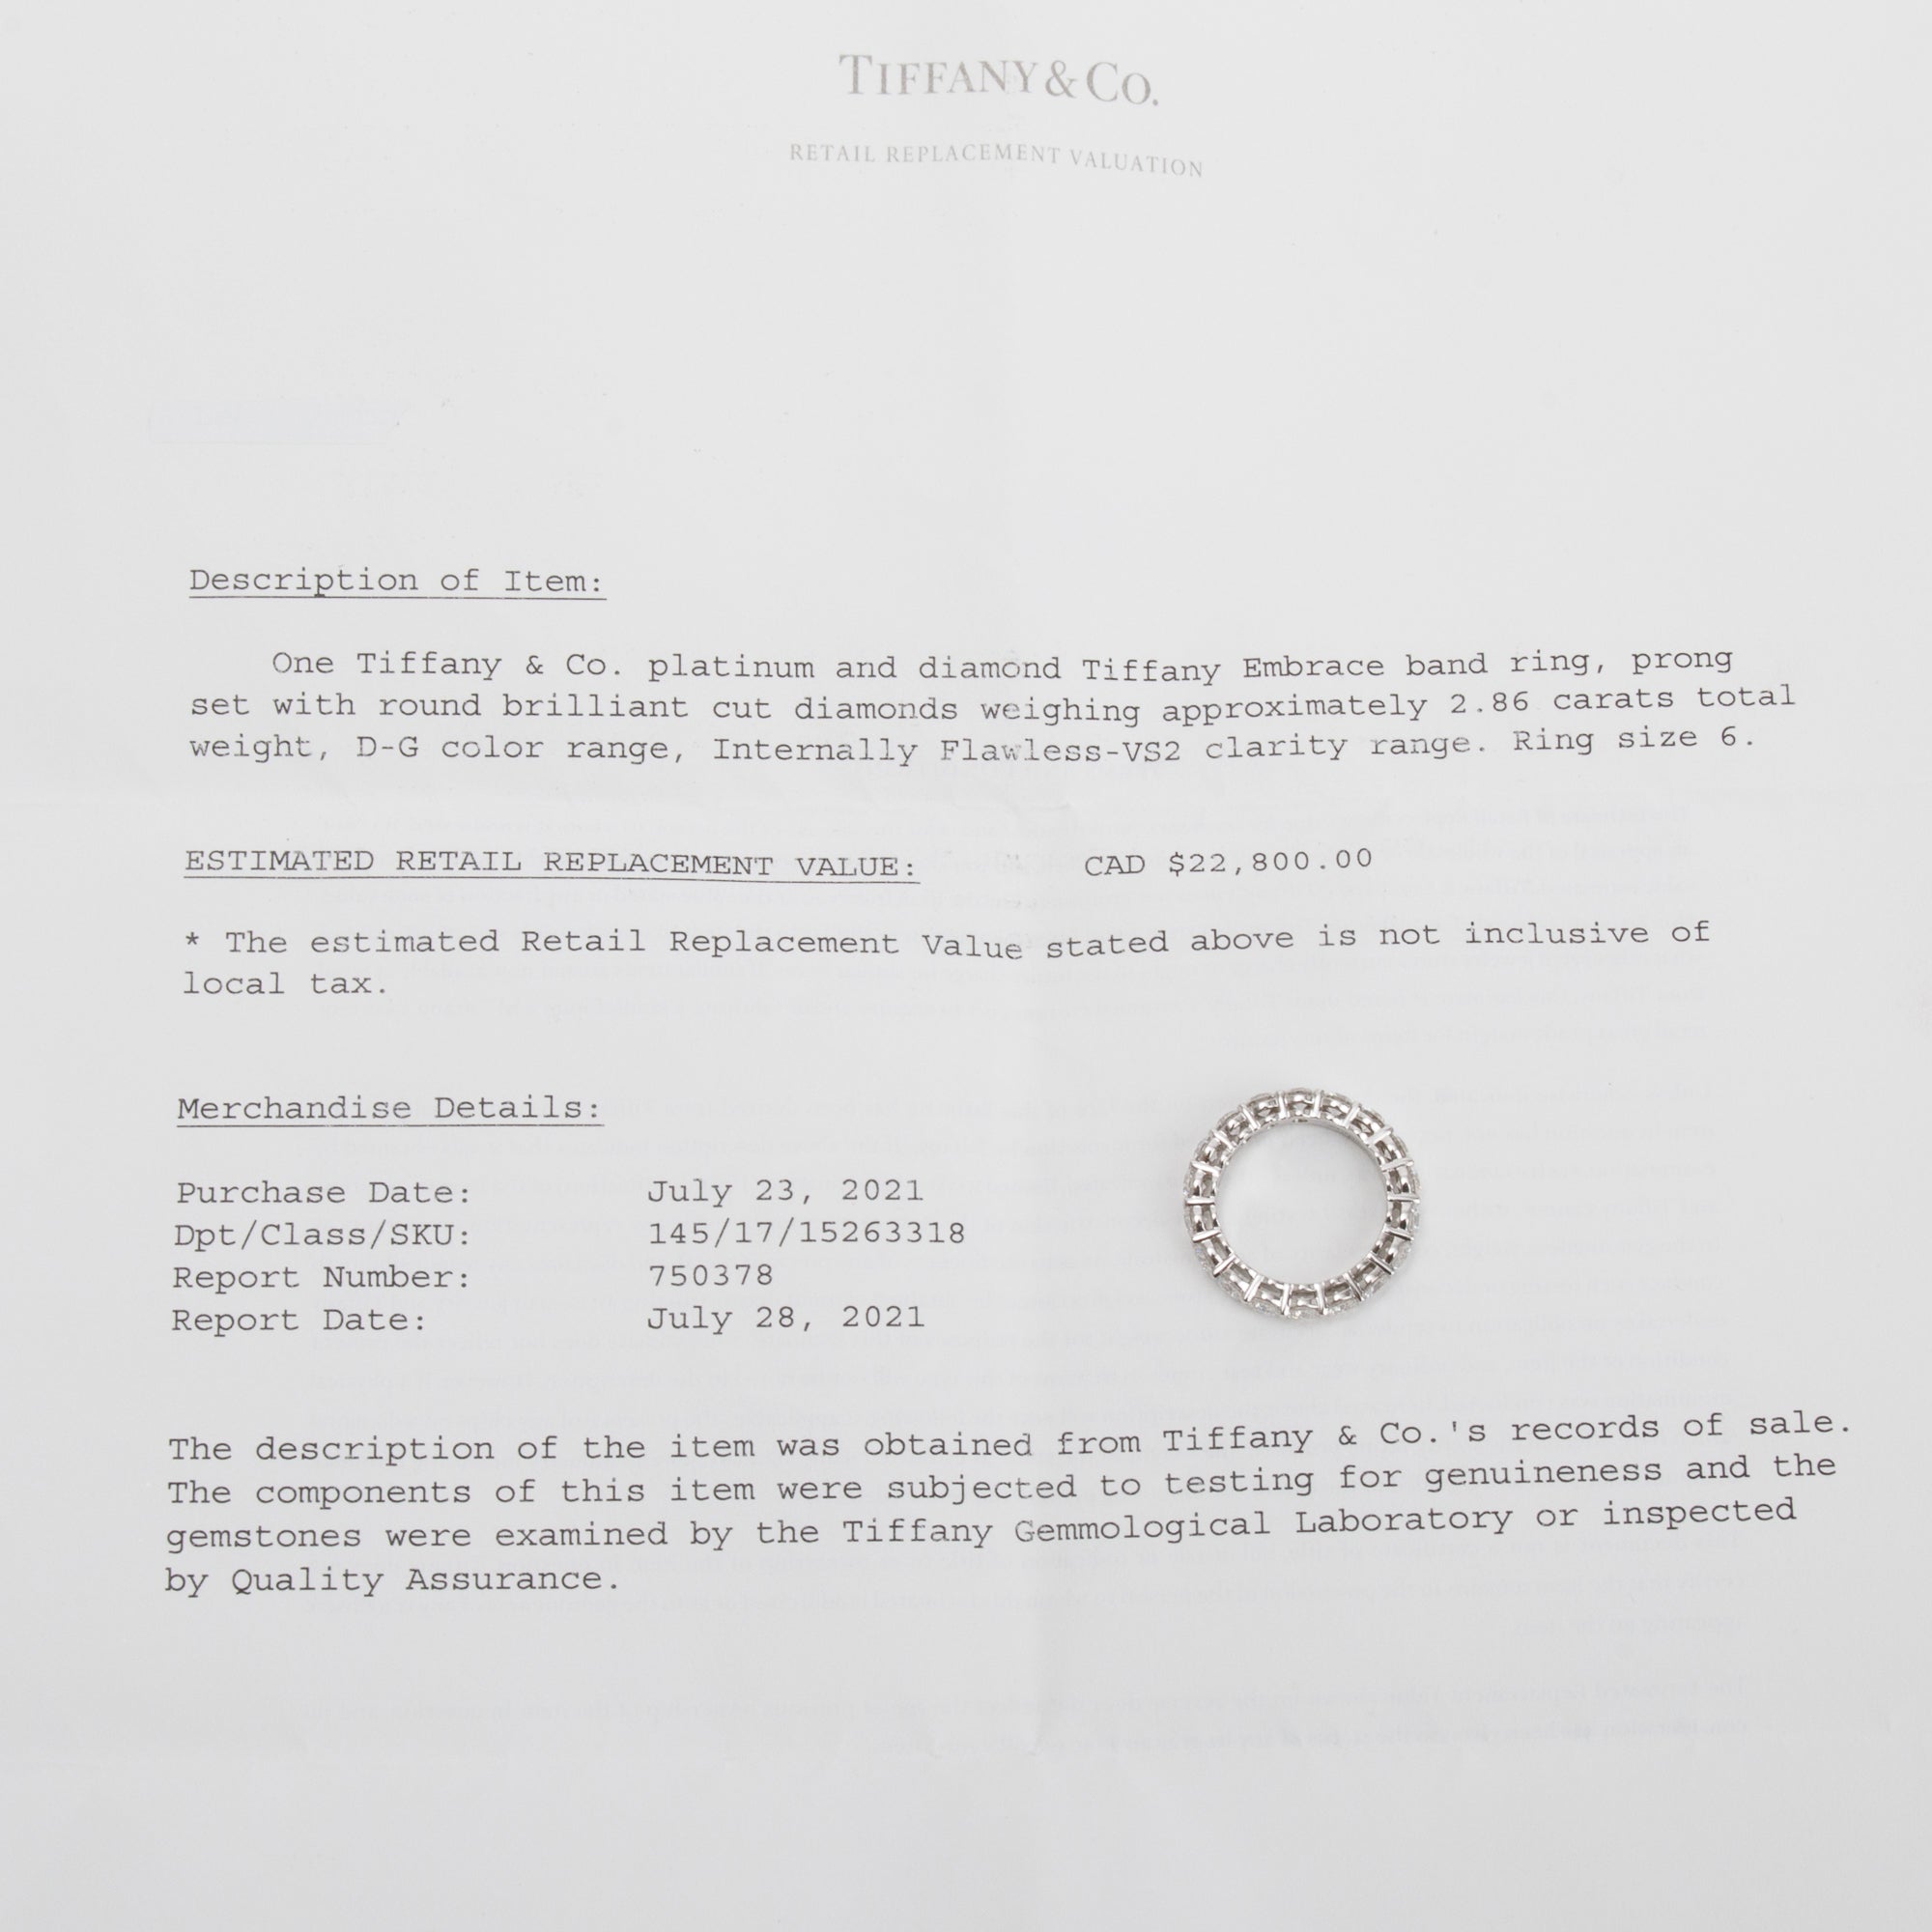 TIFFANY & CO.
RETAIL REPLACEMENT VALUATION
Description of Item:
One Tiffany & Co. platinum and diamond Tiffany Embrace band ring, prong
set with round brilliant cut diamonds weighing approximately 2.86 carats total
weight, D-G color range, Internally Flawless-VS2 clarity range. Ring size 6.
ESTIMATED RETAIL REPLACEMENT VALUE: CAD $22,800.00
* The estimated Retail Replacement Value stated above is not inclusive of
local tax.
Merchandise Details:
Purchase Date: July 23, 2021
Dpt/Class/SKU: 145/17/15263318
Report Number: 750378
Report Date: July 28, 2021
The description of the item was obtained from Tiffany & Co.'s records of sale.
The components of this item were subjected to testing for genuineness and the
gemstones were examined by the Tiffany Gemmological Laboratory or inspected
by Quality Assurance.